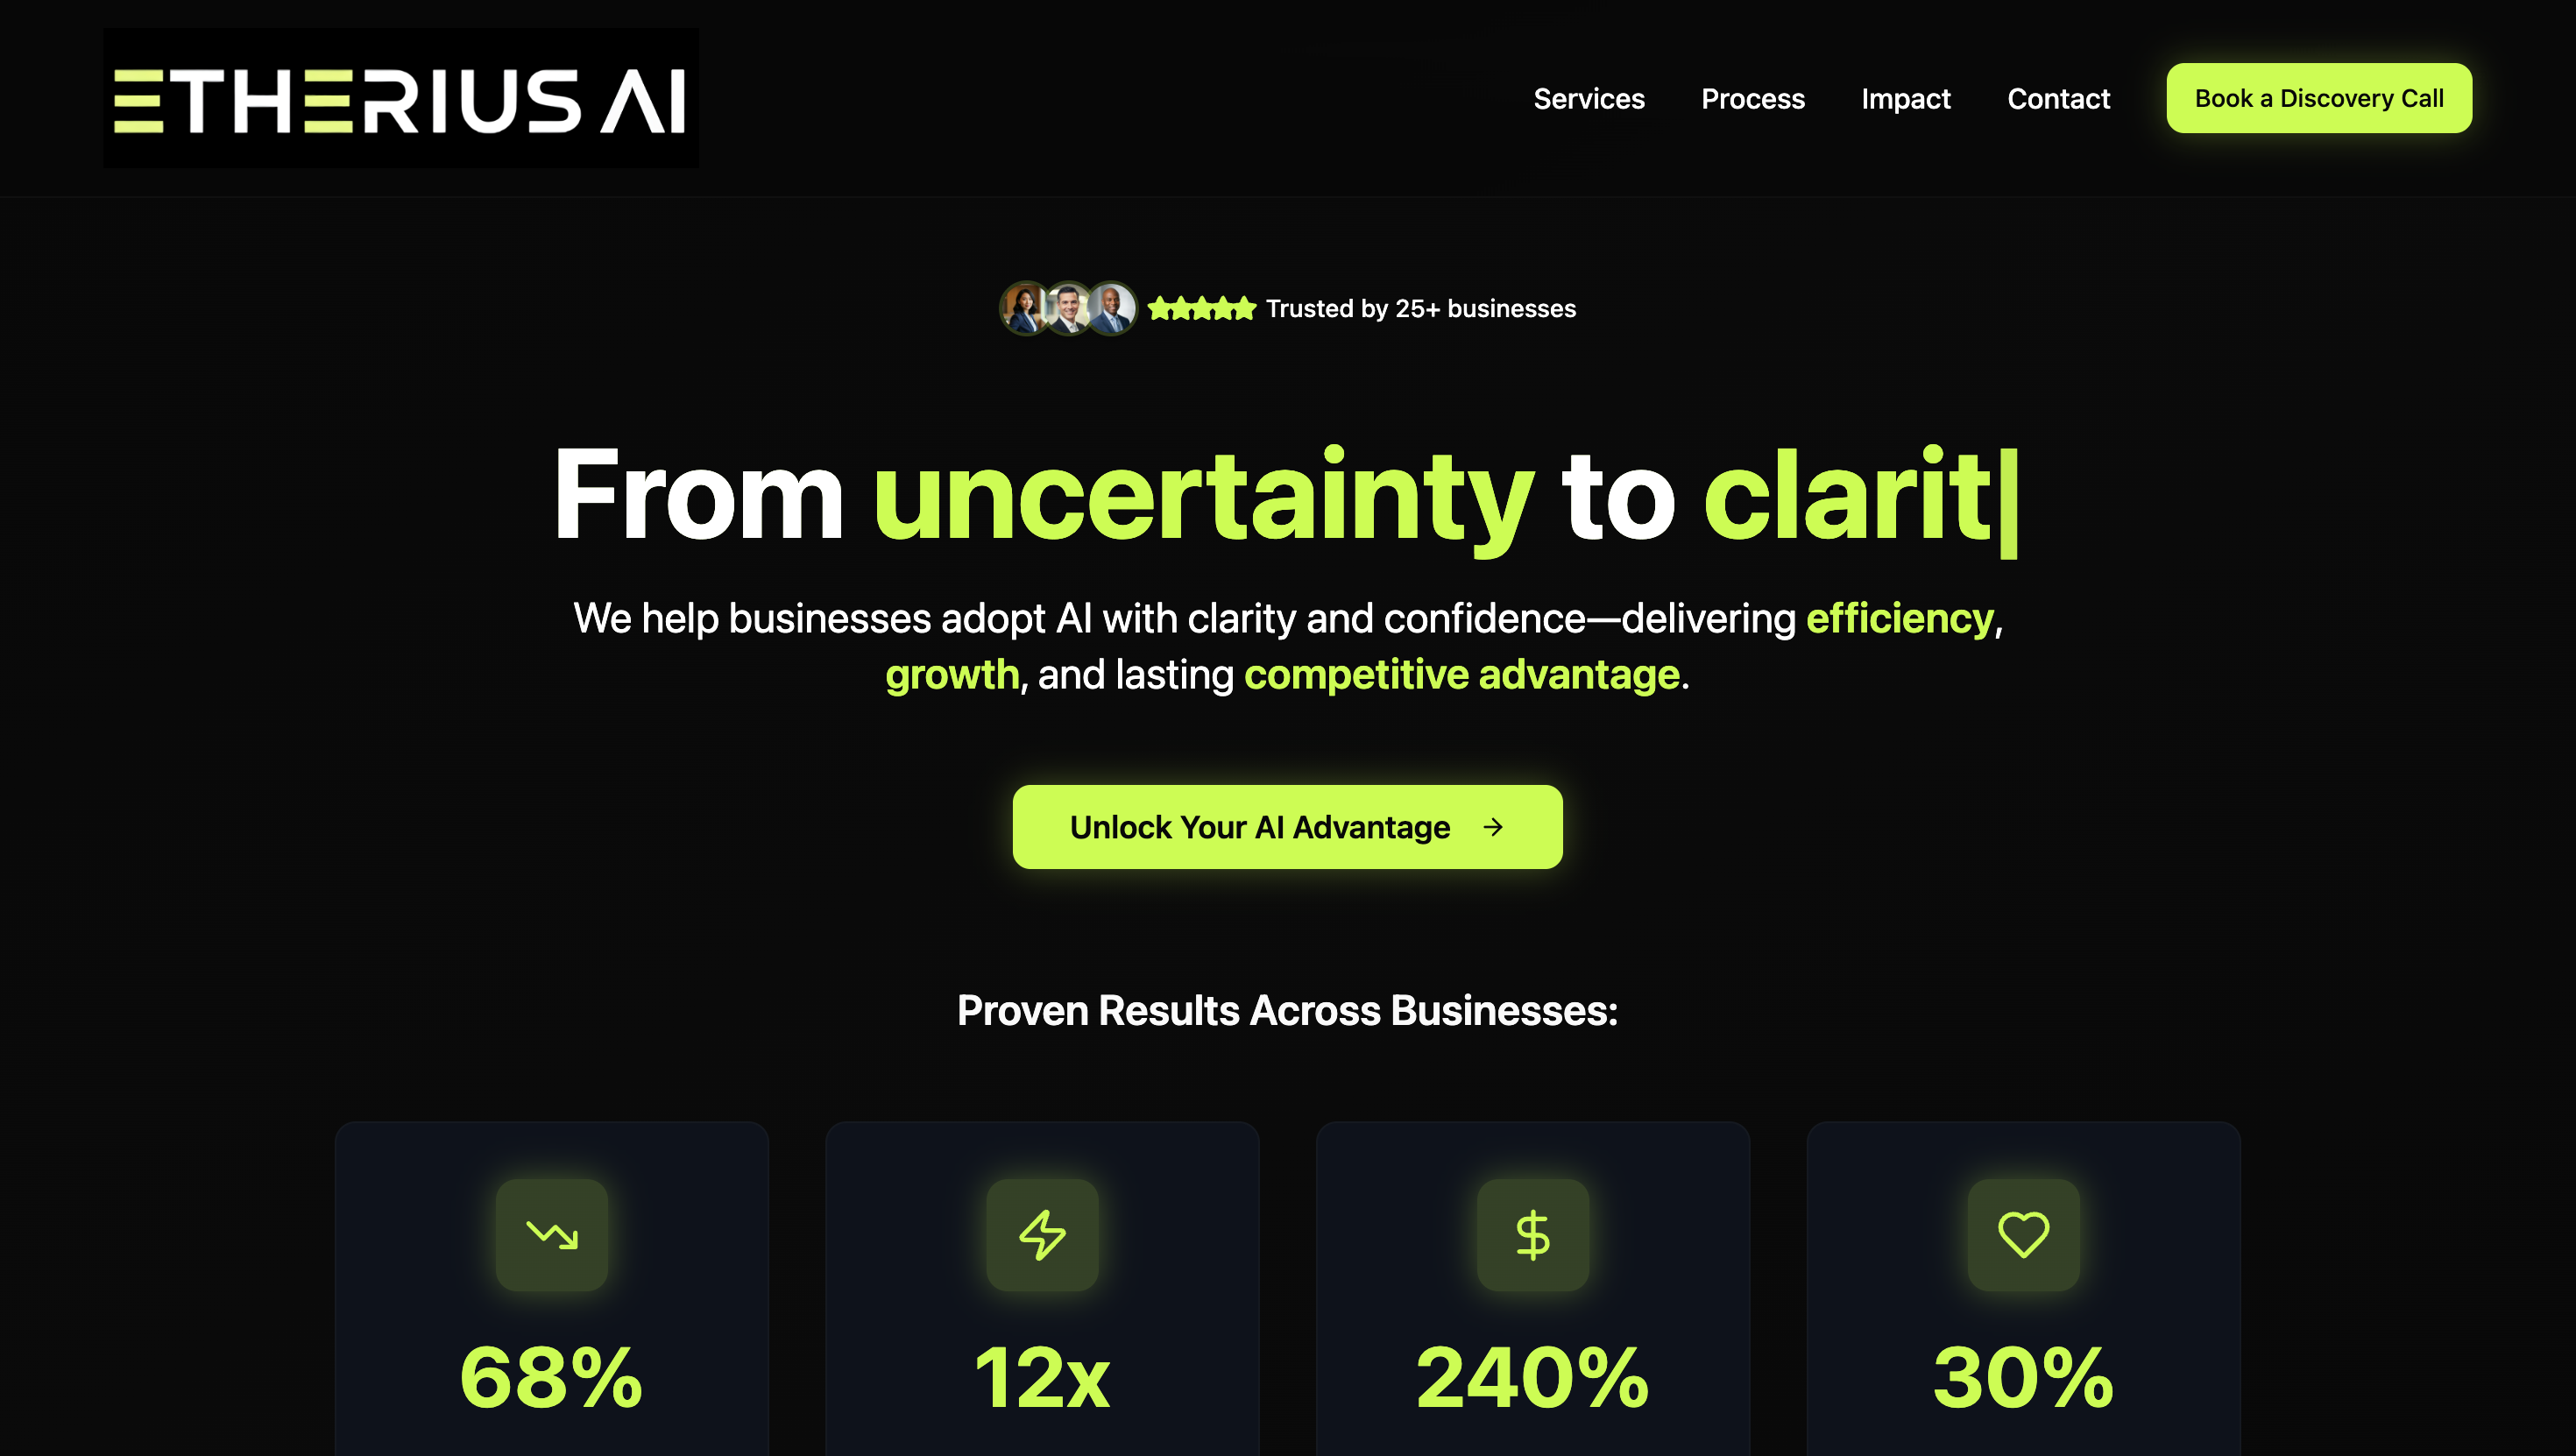 ETHERIUS AI
Services
Process
Impact
Contact
Book a Discovery Call
Trusted by 25+ businesses
From uncertainty to clarit|
We help businesses adopt AI with clarity and confidence—delivering efficiency,
growth, and lasting competitive advantage.
Unlock Your AI Advantage →
Proven Results Across Businesses:
68%
12x
240%
30%